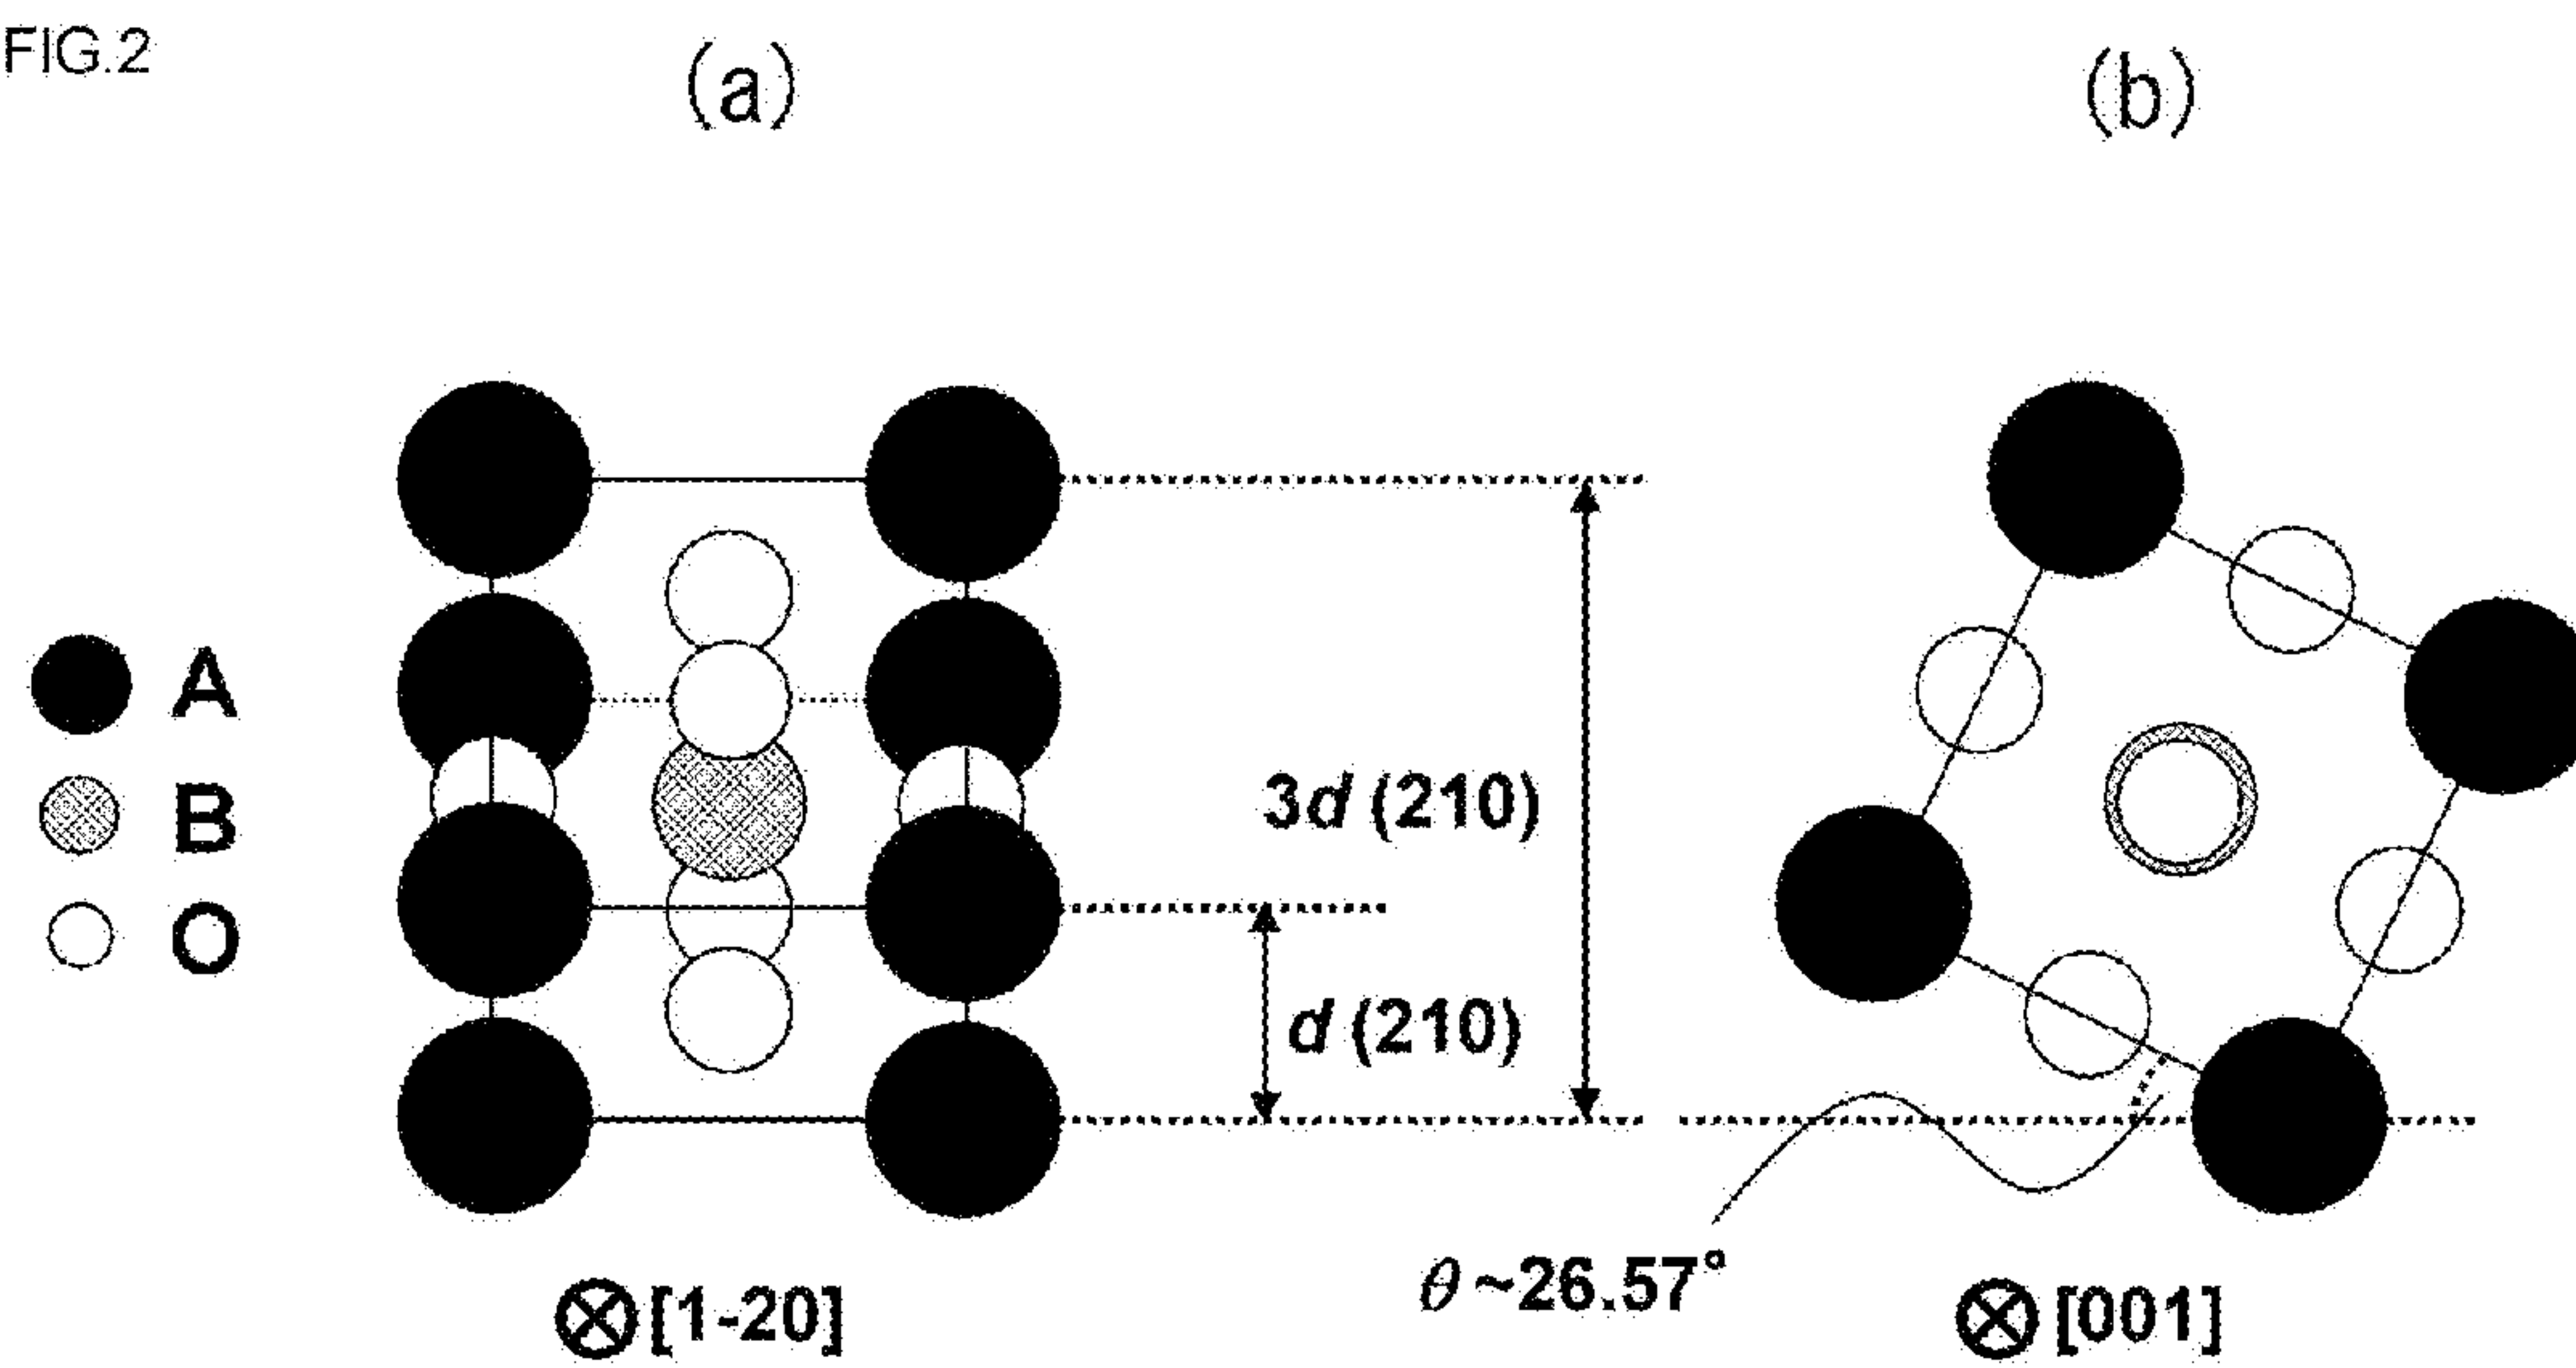 FIG.2
(a)
(b)
A
B
O
3d (210)
d (210)
θ ~26.57°
⊗[1-20]
⊗[001]